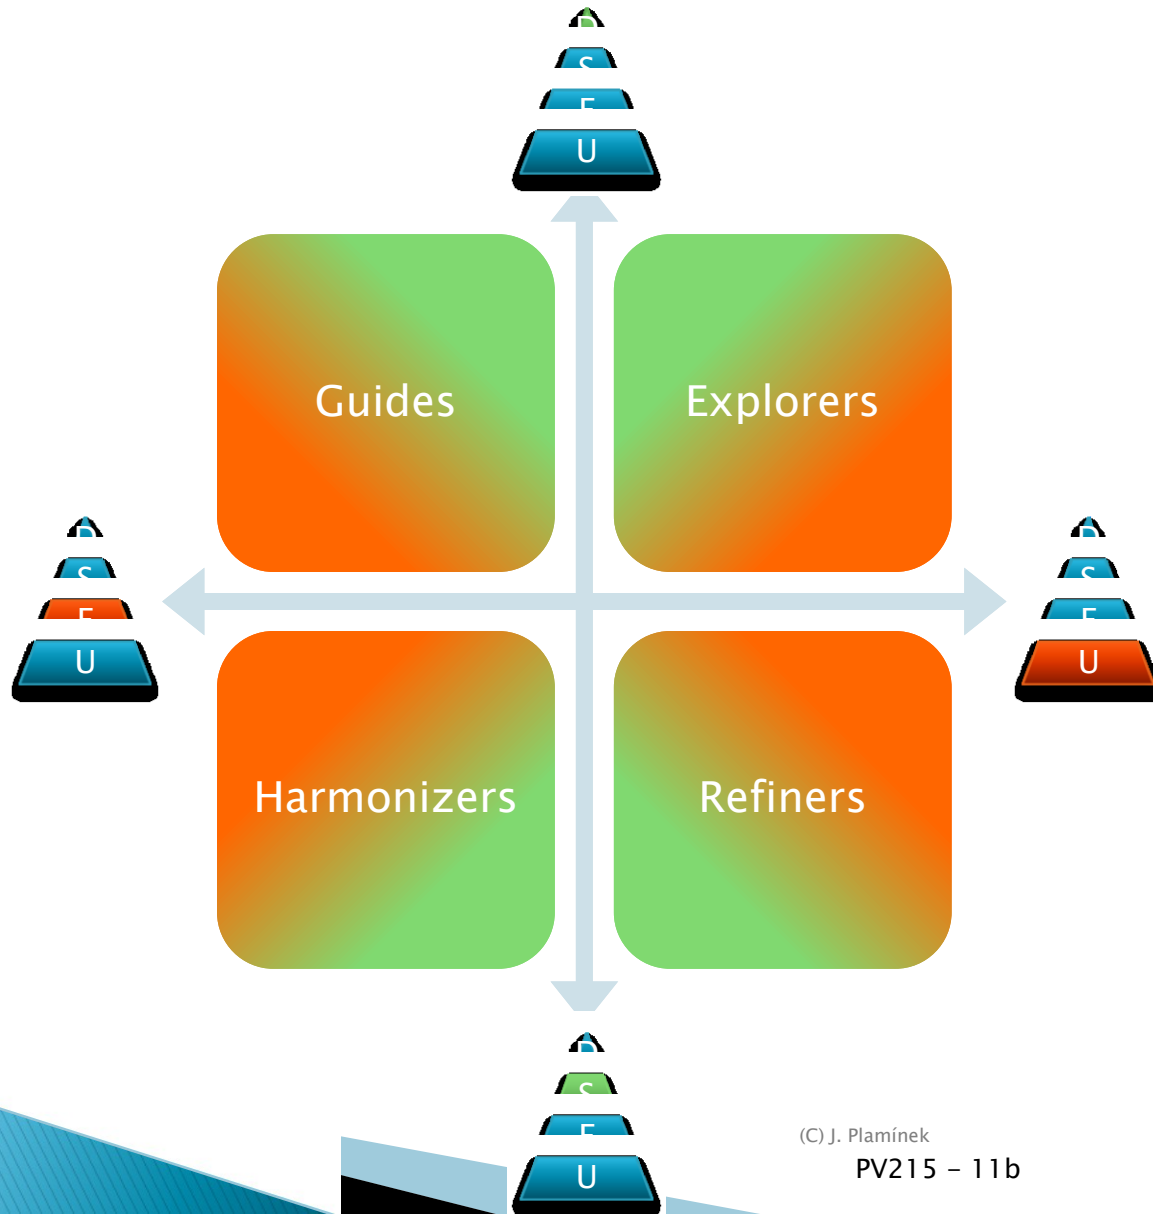 S
U
Guides
Explorers
S
U
S
U
Harmonizers
Refiners
S
U
(C) J. Plamínek
PV215 – 11b